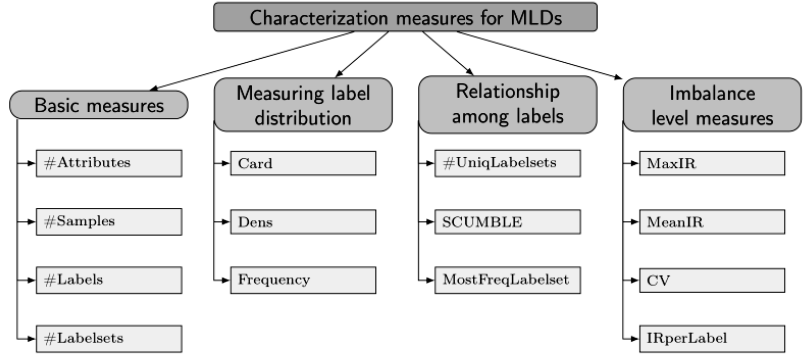 Characterization measures for MLDs
Basic measures
#Attributes
#Samples
#Labels
#Labelsets
Measuring label
distribution
Card
Dens
Frequency
Relationship
among labels
#UniqLabelsets
SCUMBLE
MostFreqLabelset
Imbalance
level measures
MaxIR
MeanIR
CV
IRperLabel